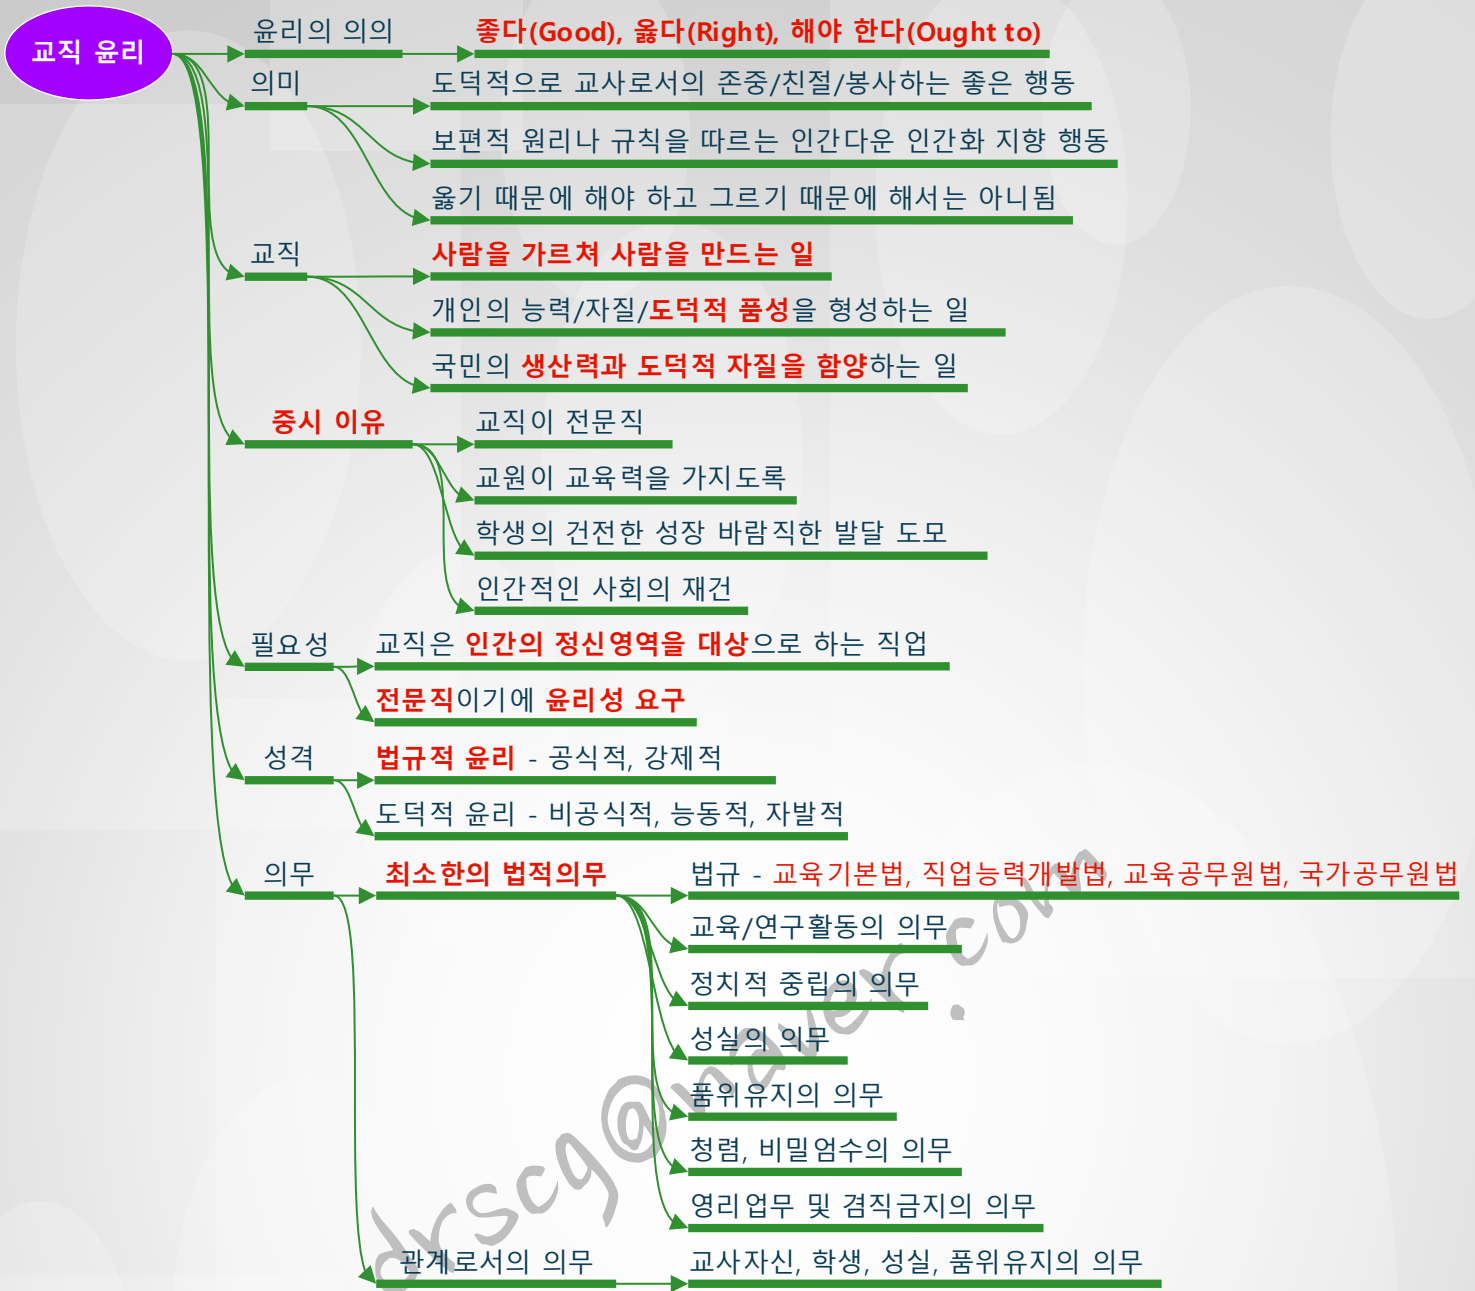 교직 윤리
윤리의 의의
좋다(Good), 옳다(Right), 해야 한다(Ought to)
의미
도덕적으로 교사로서의 존중/친절/봉사하는 좋은 행동
보편적 원리나 규칙을 따르는 인간다운 인간화 지향 행동
옳기 때문에 해야 하고 그르기 때문에 해서는 아니됨
교직
사람을 가르쳐 사람을 만드는 일
개인의 능력/자질/도덕적 품성을 형성하는 일
국민의 생산력과 도덕적 자질을 함양하는 일
중시 이유
교직이 전문직
교원이 교육력을 가지도록
학생의 건전한 성장 바람직한 발달 도모
인간적인 사회의 재건
필요성
교직은 인간의 정신영역을 대상으로 하는 직업
전문직이기에 윤리성 요구
성격
법규적 윤리 - 공식적, 강제적
도덕적 윤리 - 비공식적, 능동적, 자발적
의무
최소한의 법적의무
법규 - 교육기본법, 직업능력개발법, 교육공무원법, 국가공무원법
교육/연구활동의 의무
정치적 중립의 의무
성실의 의무
품위유지의 의무
청렴, 비밀엄수의 의무
영리업무 및 겸직금지의 의무
관계로서의 의무
교사자신, 학생, 성실, 품위유지의 의무
drscg@naver.com